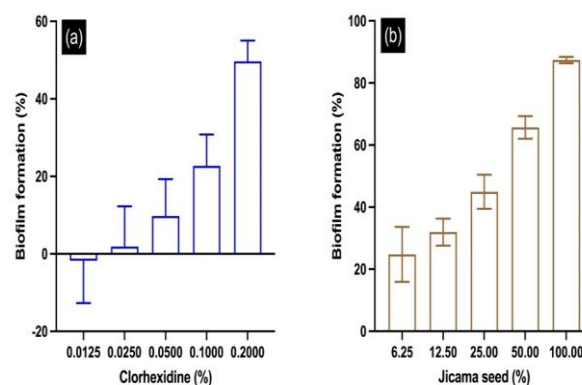 (a)
Biofilm formation (%)
60
40
20
0
-20
0.0125 0.0250 0.0500 0.1000 0.2000
Clorhexidine (%)
(b)
Biofilm formation (%)
100
80
60
40
20
0
6.25 12.50 25.00 50.00 100.00
Jicama seed (%)